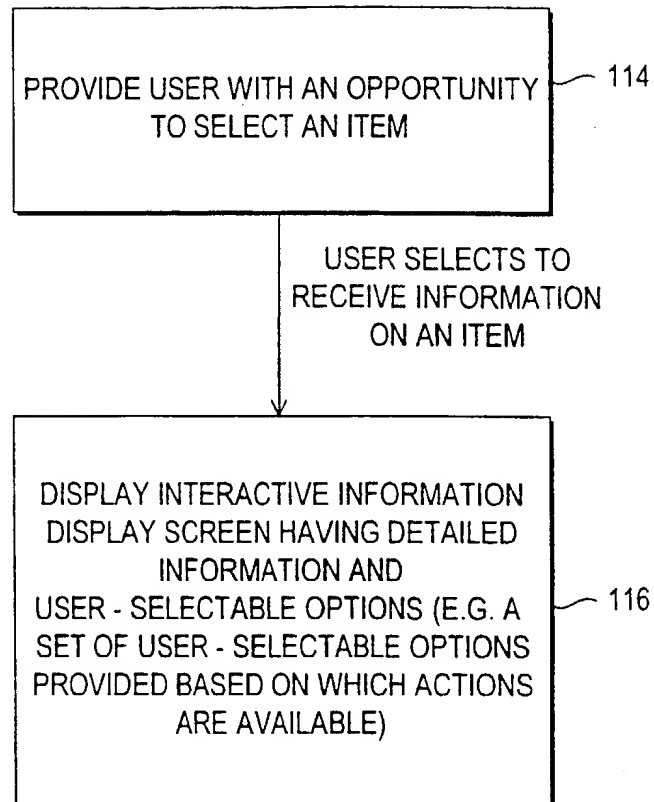 PROVIDE USER WITH AN OPPORTUNITY
TO SELECT AN ITEM
114
USER SELECTS TO
RECEIVE INFORMATION
ON AN ITEM
DISPLAY INTERACTIVE INFORMATION
DISPLAY SCREEN HAVING DETAILED
INFORMATION AND
USER - SELECTABLE OPTIONS (E.G. A
SET OF USER - SELECTABLE OPTIONS
PROVIDED BASED ON WHICH ACTIONS
ARE AVAILABLE)
116